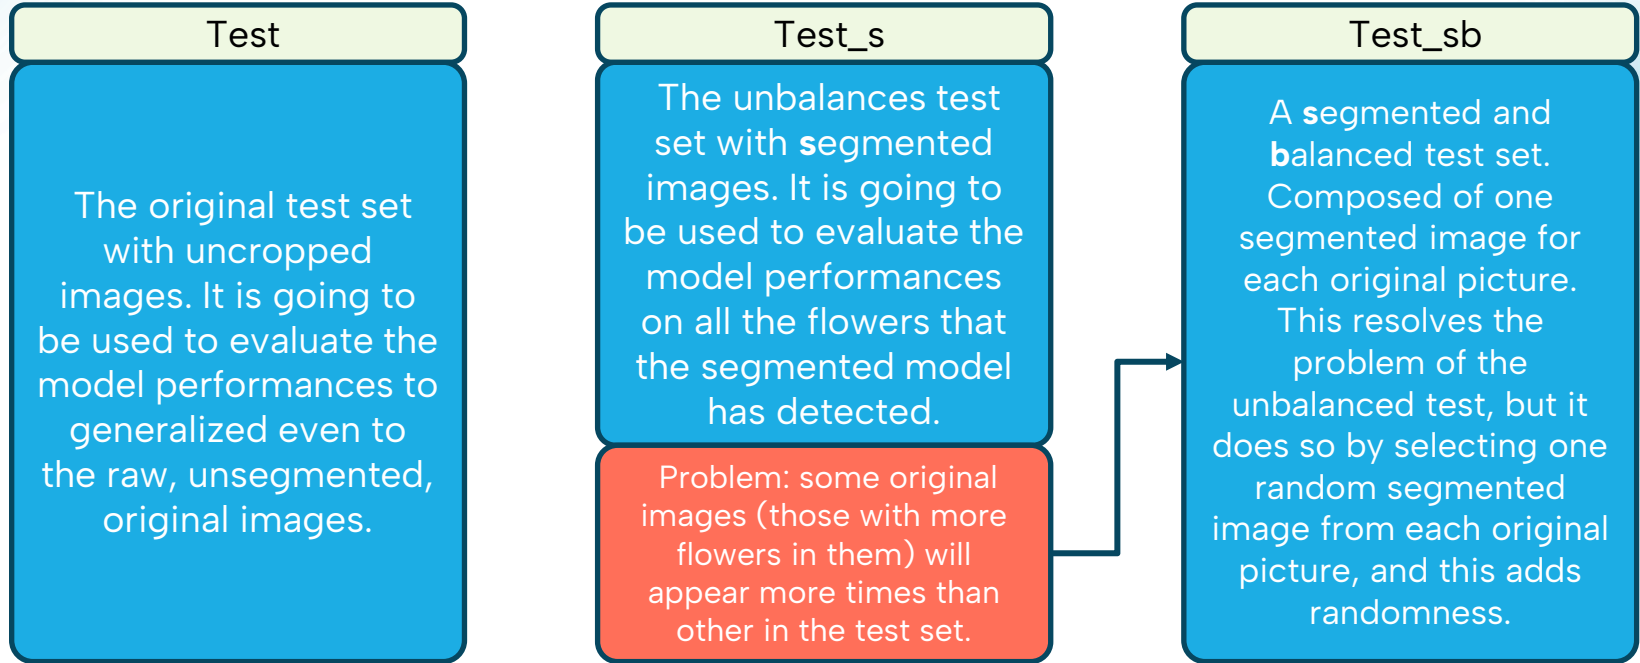 Test
The original test set
with uncropped
images. It is going to
be used to evaluate the
model performances to
generalized even to
the raw, unsegmented,
original images.
Test_s
The unbalances test
set with segmented
images. It is going to
be used to evaluate the
model performances
on all the flowers that
the segmented model
has detected.
Problem: some original
images (those with more
flowers in them) will
appear more times than
other in the test set.
Test_sb
A segmented and
balanced test set.
Composed of one
segmented image for
each original picture.
This resolves the
problem of the
unbalanced test, but it
does so by selecting one
random segmented
image from each original
picture, and this adds
randomness.